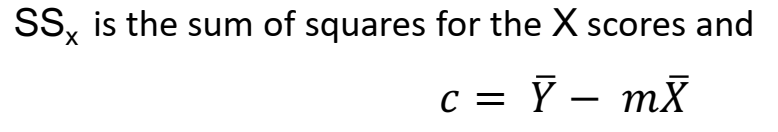 SSₓ is the sum of squares for the X scores and
c = Ȳ − mX̄